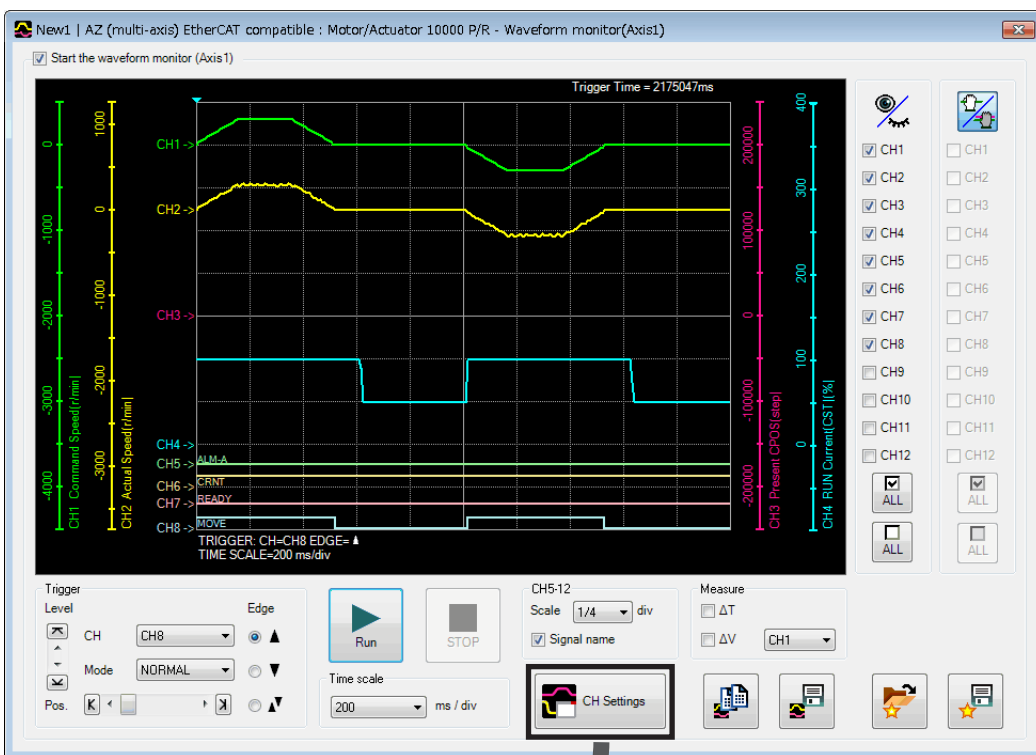 New1 | AZ (multi-axis) EtherCAT compatible : Motor/Actuator 10000 P/R - Waveform monitor(Axis1)
Start the waveform monitor (Axis1)
Trigger Time = 2175047ms
0
-1000
-2000
-3000
-4000
CH1 Command Speed[r/min]
1000
0
-1000
-2000
-3000
CH2 Actual Speed[r/min]
CH1 ->
CH2 ->
CH3 ->
CH4 ->
CH5 -> ALM-A
CH6 -> CRNT
CH7 -> READY
CH8 -> MOVE
TRIGGER: CH=CH8 EDGE=
TIME SCALE=200 ms/div
200000
100000
0
-100000
-200000
CH3 Present CPOS[step]
400
300
200
100
0
CH4 RUN Current(CST)[%]
CH1 CH1
CH2 CH2
CH3 CH3
CH4 CH4
CH5 CH5
CH6 CH6
CH7 CH7
CH8 CH8
CH9 CH9
CH10 CH10
CH11 CH11
CH12 CH12
ALL ALL
ALL ALL
Trigger
Level Edge
CH CH8
Mode NORMAL
Pos.
Run
STOP
Time scale
200 ms / div
CH5-12
Scale 1/4 div
Signal name
CH Settings
Measure
ΔT
ΔV CH1